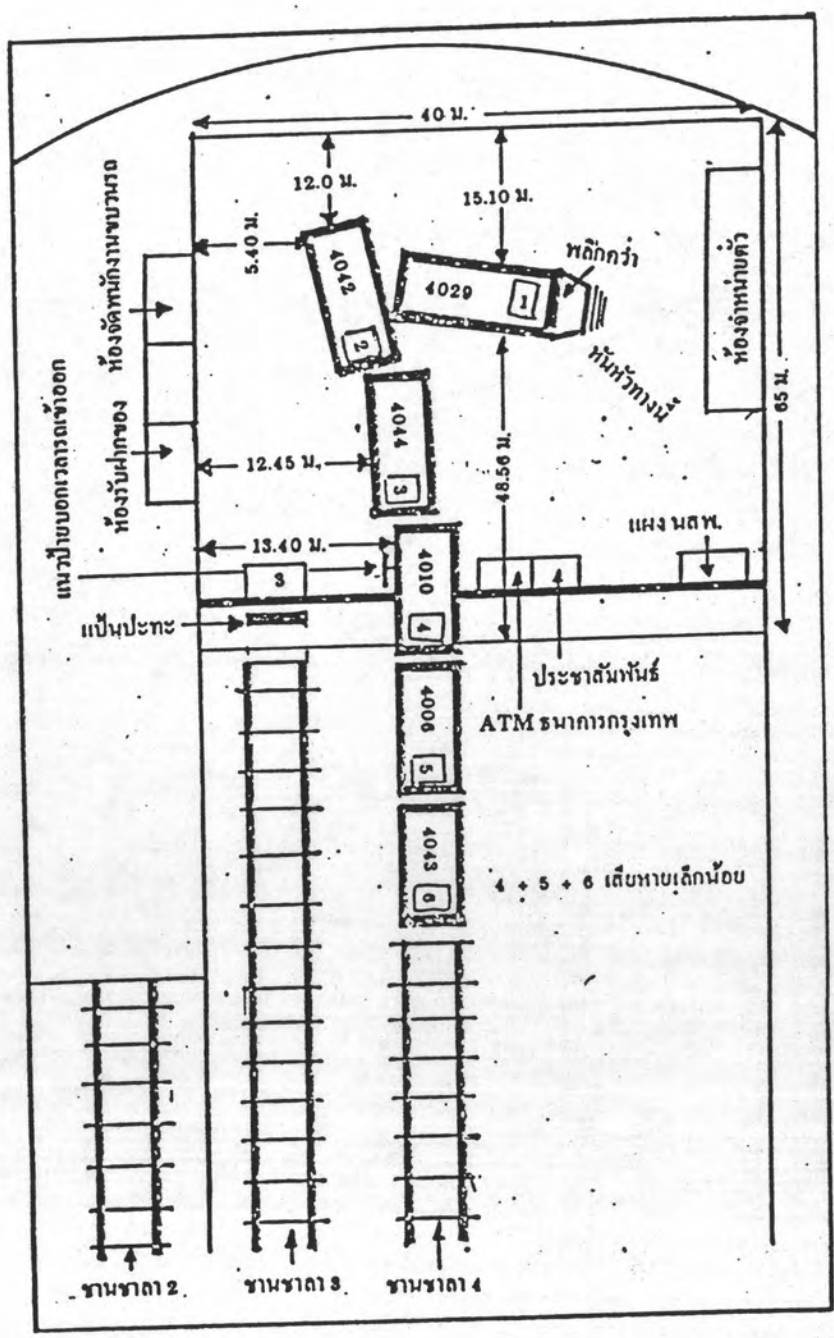 40 ม.
12.0 ม.
15.10 ม.
5.40 ม.
พลิกคว่ำ
4042
2
4029
1
หันหัวทางนี้
ห้องจำหน่ายตั๋ว
65 ม.
ห้องจัดพนักงานขบวนรถ
ห้องรับฝากของ
แนวป้ายบอกเวลารถเข้าออก
4044
3
12.45 ม.
48.56 ม.
แผง นสพ.
13.40 ม.
3
4010
4
แป้นปะทะ
ประชาสัมพันธ์
ATM ธนาคารกรุงเทพ
4006
5
4043
6
4 + 5 + 6 เสียหายเล็กน้อย
ชานชาลา 2
ชานชาลา 3
ชานชาลา 4